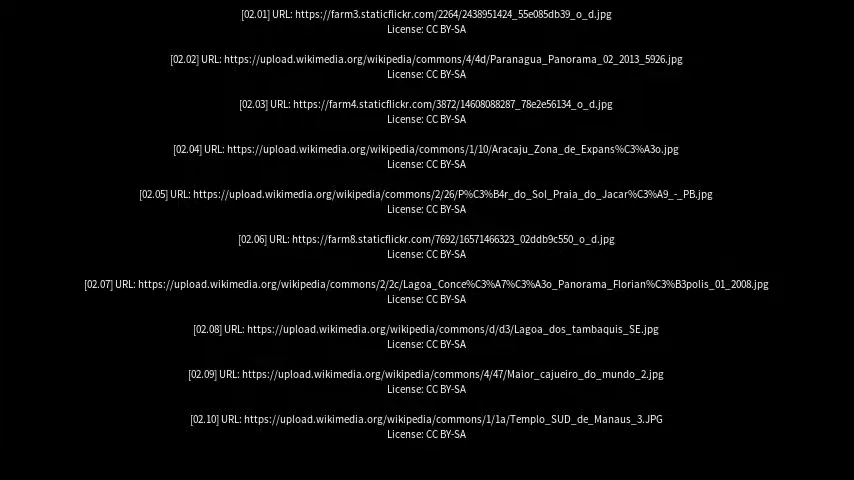 [02.01] URL: https://farm3.staticflickr.com/2264/2438951424_55e085db39_o_d.jpg
License: CC BY-SA
[02.02] URL: https://upload.wikimedia.org/wikipedia/commons/4/4d/Paranagua_Panorama_02_2013_5926.jpg
License: CC BY-SA
[02.03] URL: https://farm4.staticflickr.com/3872/14608088287_78e2e56134_o_d.jpg
License: CC BY-SA
[02.04] URL: https://upload.wikimedia.org/wikipedia/commons/1/10/Aracaju_Zona_de_Expans%C3%A3o.jpg
License: CC BY-SA
[02.05] URL: https://upload.wikimedia.org/wikipedia/commons/2/26/P%C3%B4r_do_Sol_Praia_do_Jacar%C3%A9_-_PB.jpg
License: CC BY-SA
[02.06] URL: https://farm8.staticflickr.com/7692/16571466323_02ddb9c550_o_d.jpg
License: CC BY-SA
[02.07] URL: https://upload.wikimedia.org/wikipedia/commons/2/2c/Lagoa_Conce%C3%A7%C3%A3o_Panorama_Florian%C3%B3polis_01_2008.jpg
License: CC BY-SA
[02.08] URL: https://upload.wikimedia.org/wikipedia/commons/d/d3/Lagoa_dos_tambaquis_SE.jpg
License: CC BY-SA
[02.09] URL: https://upload.wikimedia.org/wikipedia/commons/4/47/Maior_cajueiro_do_mundo_2.jpg
License: CC BY-SA
[02.10] URL: https://upload.wikimedia.org/wikipedia/commons/1/1a/Templo_SUD_de_Manaus_3.JPG
License: CC BY-SA